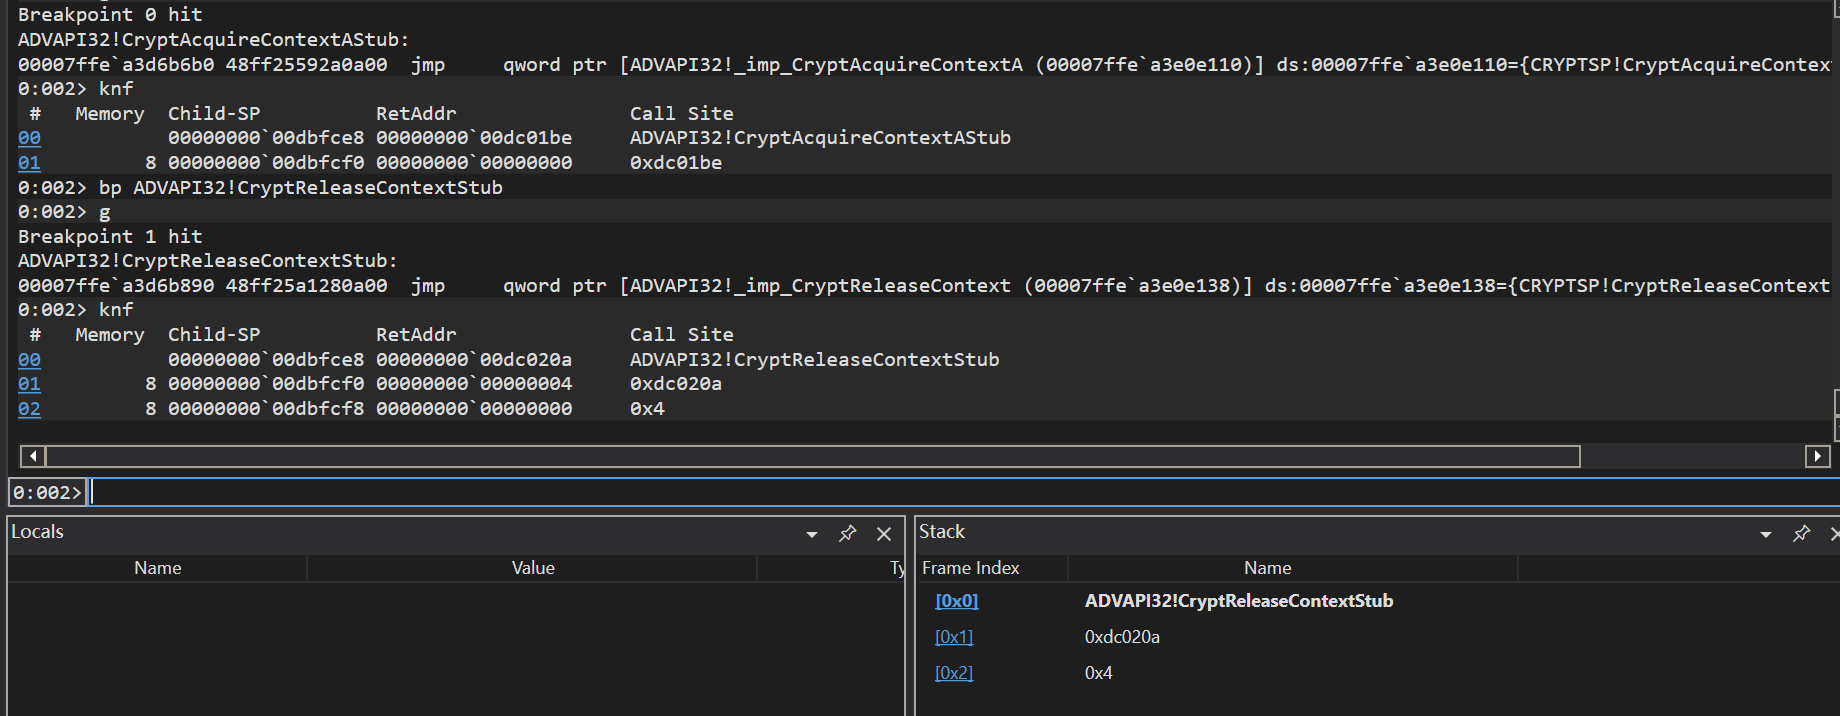 Breakpoint 0 hit
ADVAPI32!CryptAcquireContextAStub:
00007ffe`a3d6b6b0 48ff25592a0a00  jmp     qword ptr [ADVAPI32!_imp_CryptAcquireContextA (00007ffe`a3e0e110)] ds:00007ffe`a3e0e110={CRYPTSP!CryptAcquireContex
0:002> knf
 #   Memory  Child-SP          RetAddr               Call Site
00           00000000`00dbfce8 00000000`00dc01be     ADVAPI32!CryptAcquireContextAStub
01         8 00000000`00dbfcf0 00000000`00000000     0xdc01be
0:002> bp ADVAPI32!CryptReleaseContextStub
0:002> g
Breakpoint 1 hit
ADVAPI32!CryptReleaseContextStub:
00007ffe`a3d6b890 48ff25a1280a00  jmp     qword ptr [ADVAPI32!_imp_CryptReleaseContext (00007ffe`a3e0e138)] ds:00007ffe`a3e0e138={CRYPTSP!CryptReleaseContext
0:002> knf
 #   Memory  Child-SP          RetAddr               Call Site
00           00000000`00dbfce8 00000000`00dc020a     ADVAPI32!CryptReleaseContextStub
01         8 00000000`00dbfcf0 00000000`00000004     0xdc020a
02         8 00000000`00dbfcf8 00000000`00000000     0x4
0:002>
Locals
Name Value Ty
Stack
Frame Index Name
[0x0] ADVAPI32!CryptReleaseContextStub
[0x1] 0xdc020a
[0x2] 0x4